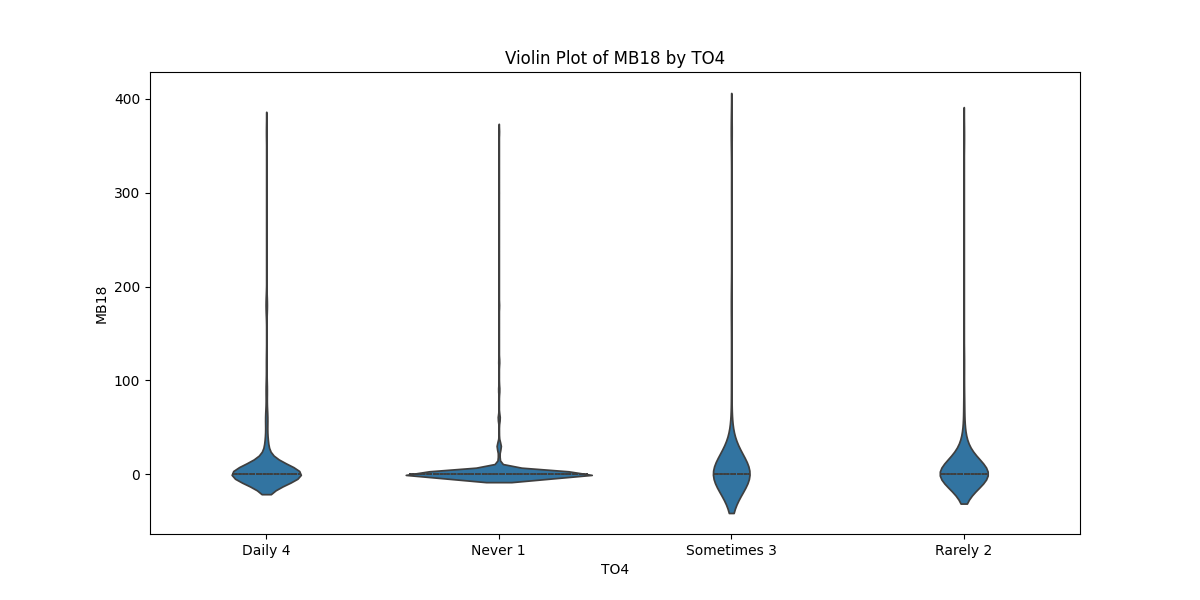 Violin Plot of MB18 by TO4
400
300
200
100
0
MB18
Daily 4
Never 1
Sometimes 3
Rarely 2
TO4